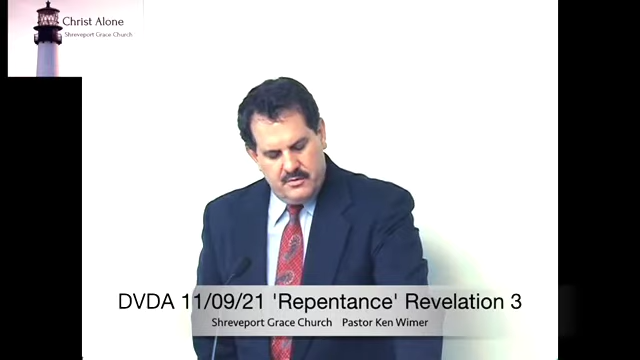 Christ Alone
Shreveport Grace Church
DVDA 11/09/21 'Repentance' Revelation 3
Shreveport Grace Church Pastor Ken Wimer